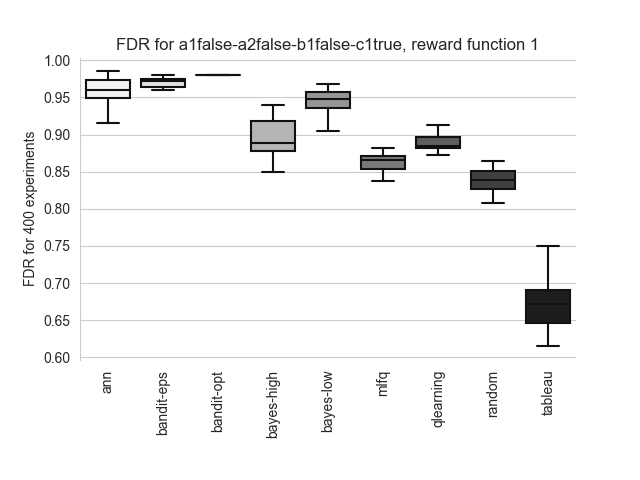 FDR for a1false-a2false-b1false-c1true, reward function 1
FDR for 400 experiments
1.00
0.95
0.90
0.85
0.80
0.75
0.70
0.65
0.60
ann
bandit-eps
bandit-opt
bayes-high
bayes-low
mlfq
qlearning
random
tableau